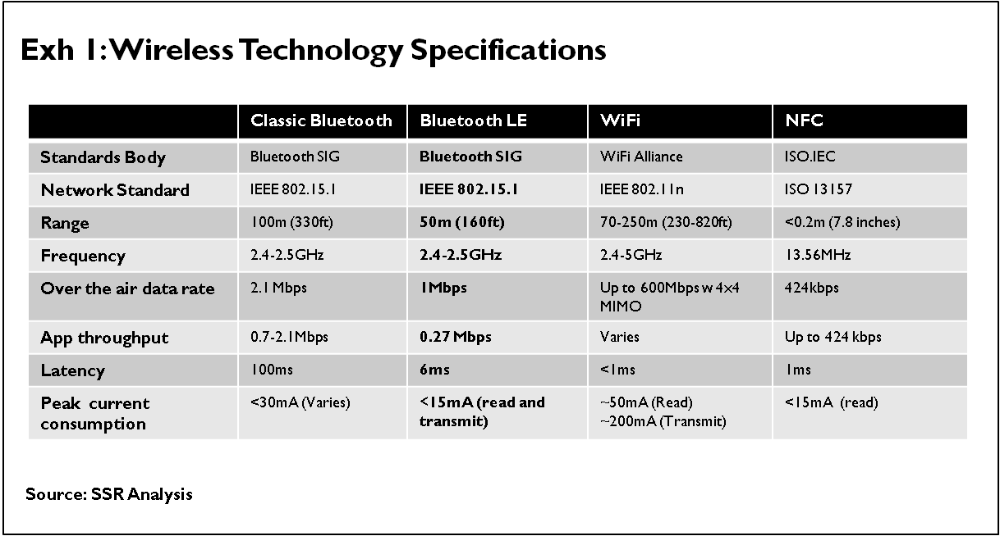 Exh 1: Wireless Technology Specifications
Classic Bluetooth Bluetooth LE WiFi NFC
Standards Body Bluetooth SIG Bluetooth SIG WiFi Alliance ISO.IEC
Network Standard IEEE 802.15.1 IEEE 802.15.1 IEEE 802.11n ISO 13157
Range 100m (330ft) 50m (160ft) 70-250m (230-820ft) <0.2m (7.8 inches)
Frequency 2.4-2.5GHz 2.4-2.5GHz 2.4-5GHz 13.56MHz
Over the air data rate 2.1 Mbps 1Mbps Up to 600Mbps w 4×4 424kbps
MIMO
App throughput 0.7-2.1Mbps 0.27 Mbps Varies Up to 424 kbps
Latency 100ms 6ms <1ms 1ms
Peak current <30mA (Varies) <15mA (read and ~50mA (Read) <15mA (read)
consumption transmit) ~200mA (Transmit)
Source: SSR Analysis